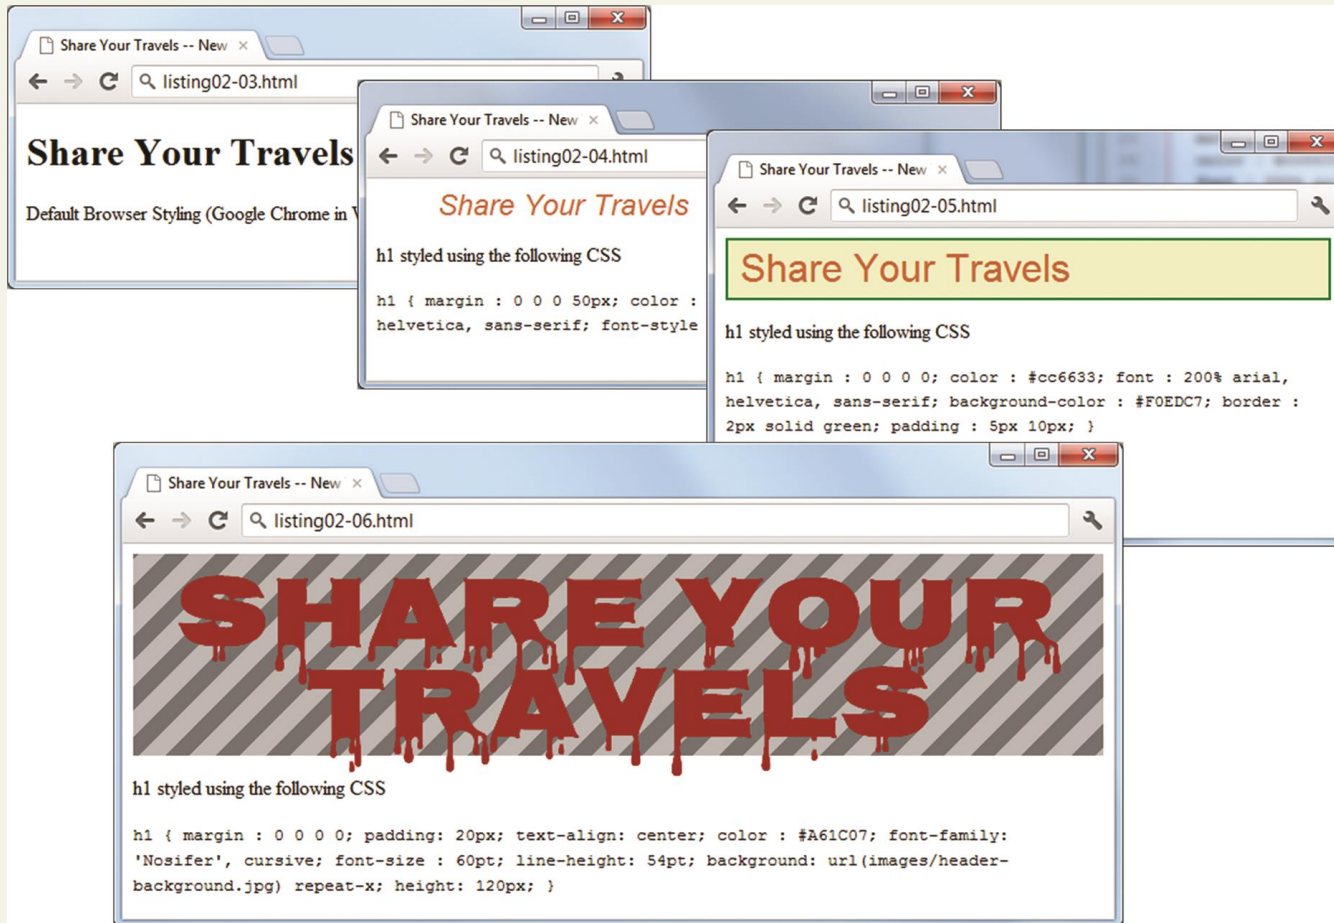 Share Your Travels -- New
listing02-03.html
Share Your Travels
Default Browser Styling (Google Chrome in
Share Your Travels -- New
listing02-04.html
Share Your Travels
h1 styled using the following CSS
h1 { margin : 0 0 0 50px; color :
helvetica, sans-serif; font-style
Share Your Travels -- New
listing02-05.html
Share Your Travels
h1 styled using the following CSS
h1 { margin : 0 0 0 0; color : #cc6633; font : 200% arial,
helvetica, sans-serif; background-color : #F0EDC7; border :
2px solid green; padding : 5px 10px; }
Share Your Travels -- New
listing02-06.html
SHARE YOUR
TRAVELS
h1 styled using the following CSS
h1 { margin : 0 0 0 0; padding: 20px; text-align: center; color : #A61C07; font-family:
'Nosifer', cursive; font-size : 60pt; line-height: 54pt; background: url(images/header-
background.jpg) repeat-x; height: 120px; }